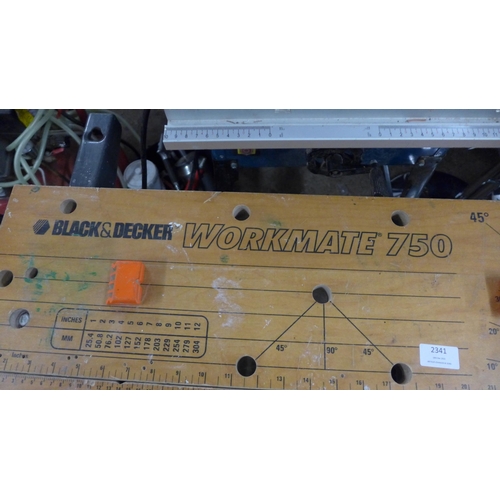 45°
BLACK&DECKER® WORKMATE® 750
INCHES 1 2 3 4 5 6 7 8 9 10 11 12
MM 25.4 50.8 76.2 102 127 152 178 203 229 254 279 304
45° 90° 45°
2341
20°
10°